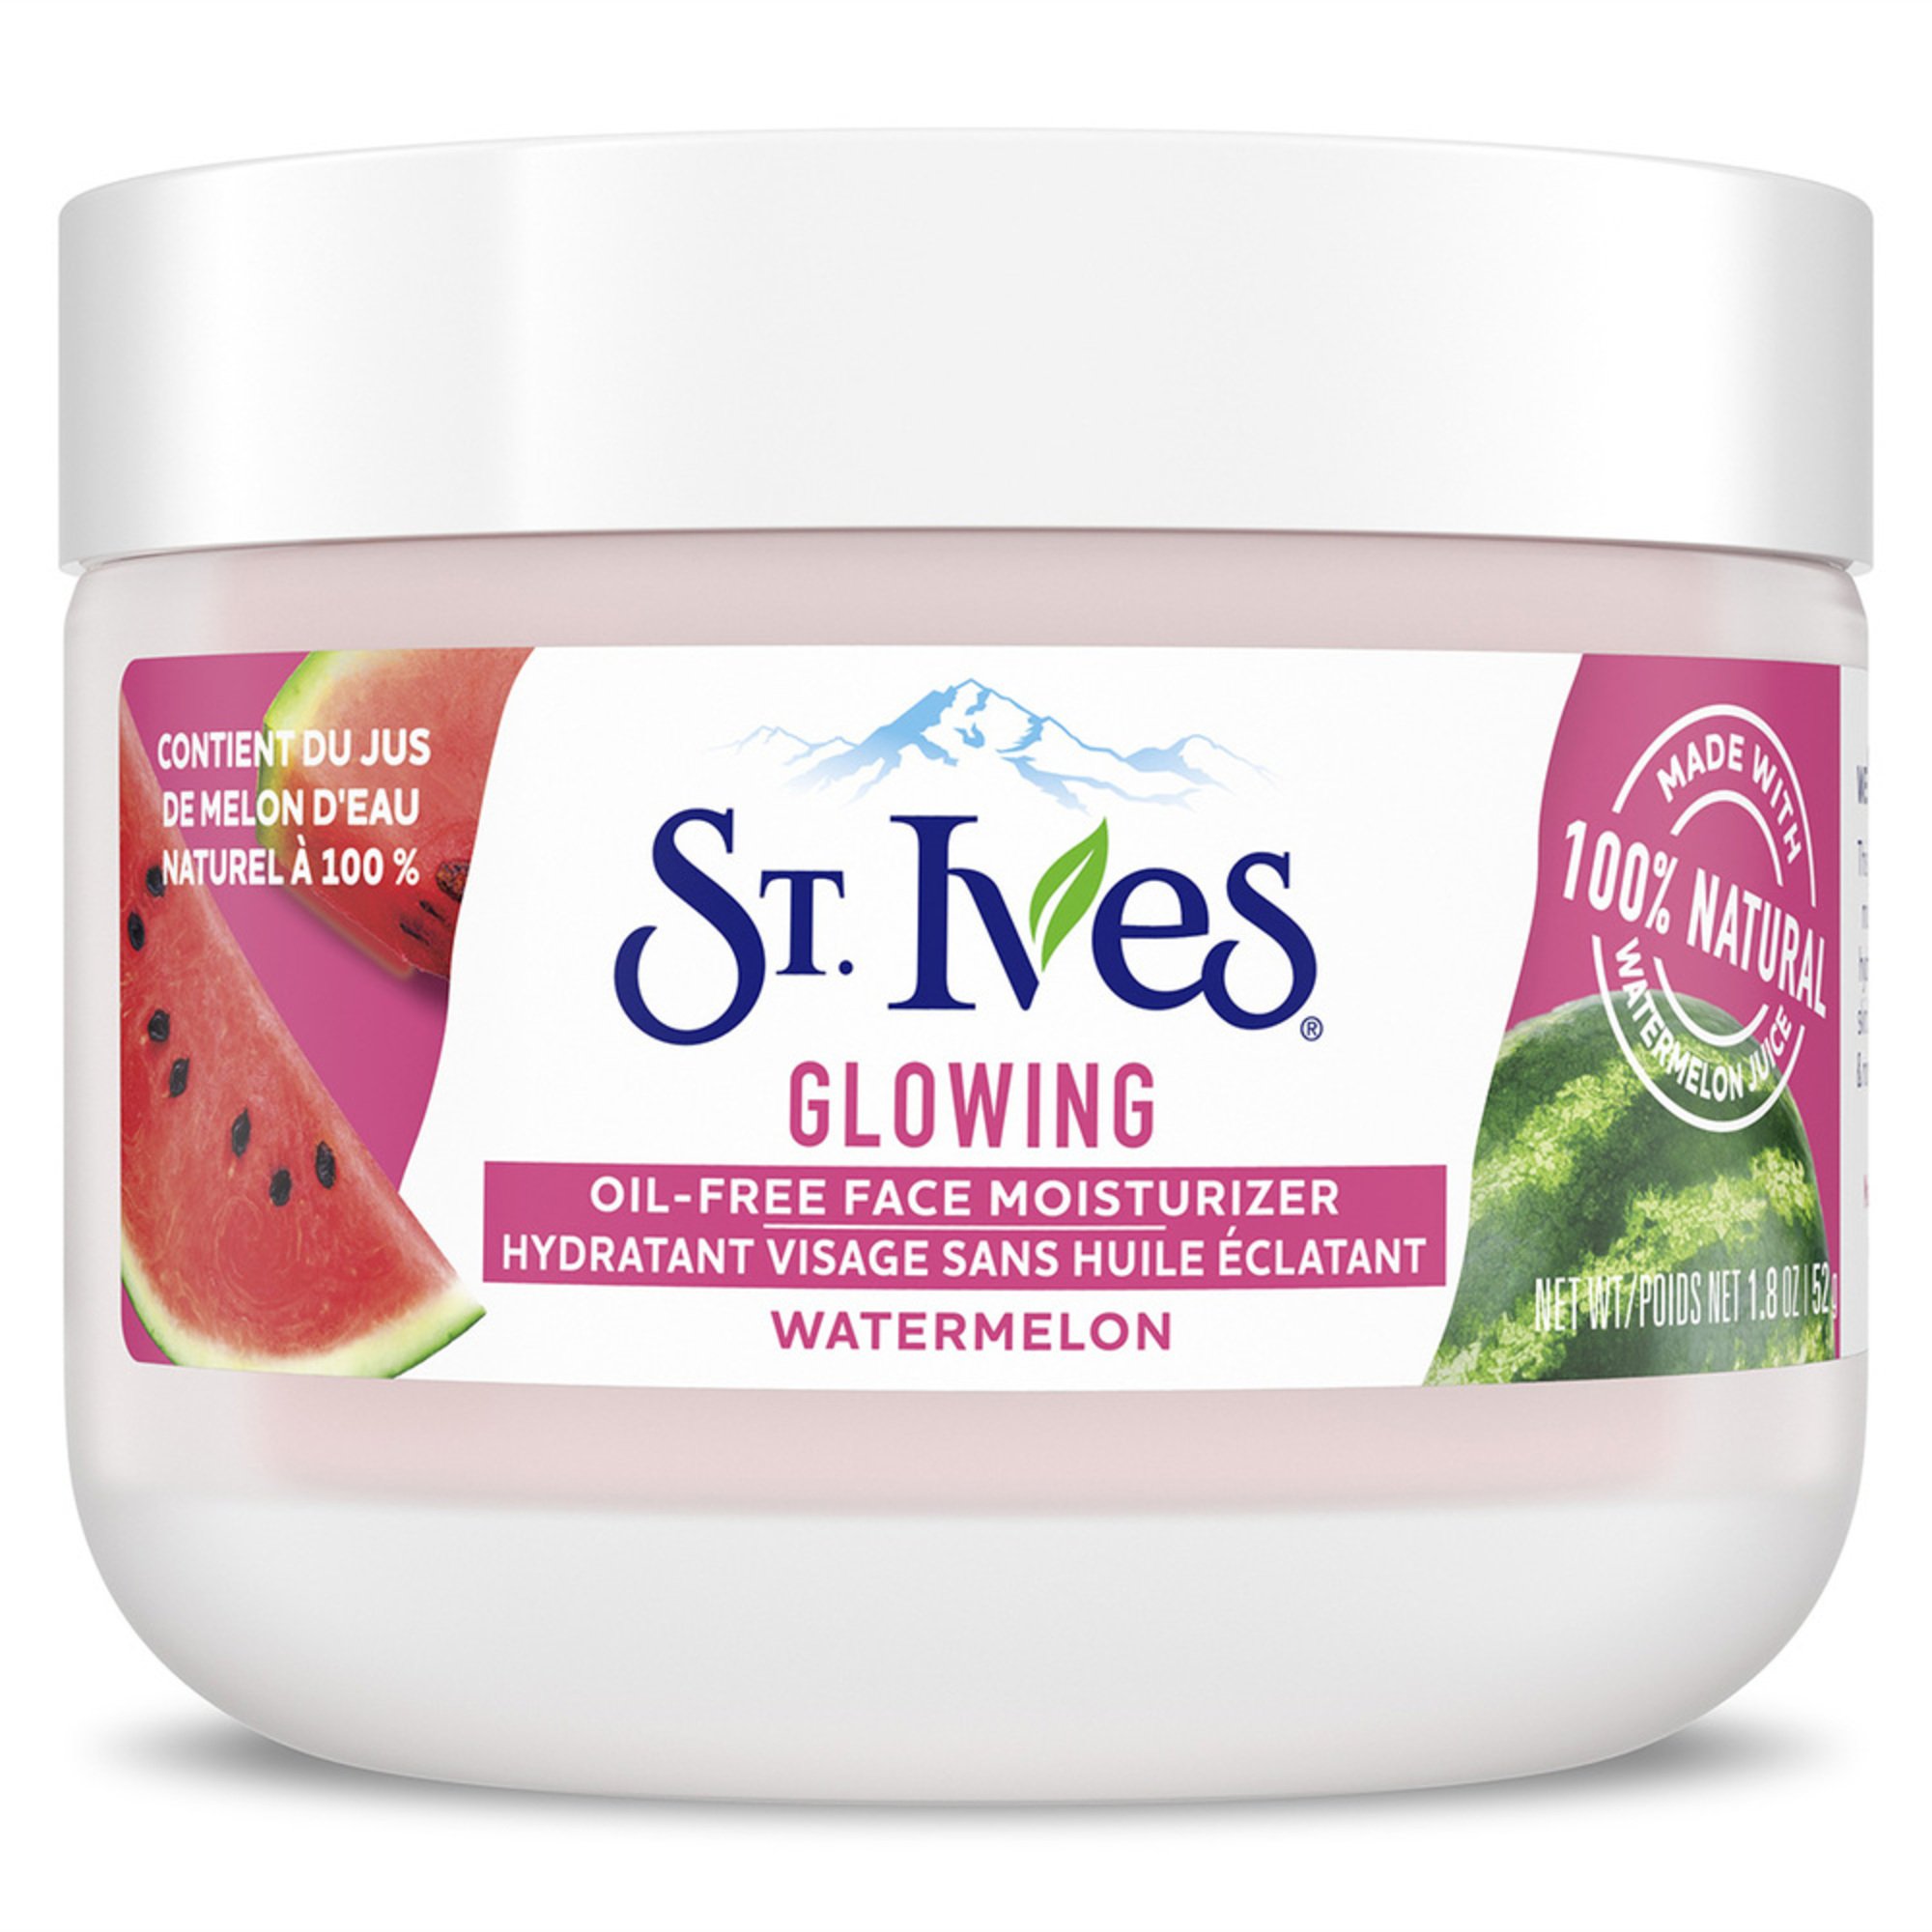 CONTIENT DU JUS
DE MELON D'EAU
NATUREL À 100 %
ST. IVES®
GLOWING
OIL-FREE FACE MOISTURIZER
HYDRATANT VISAGE SANS HUILE ÉCLATANT
WATERMELON
MADE WITH
100% NATURAL
WATERMELON JUICE
NET WT/POIDS NET 1.8 OZ | 52 g